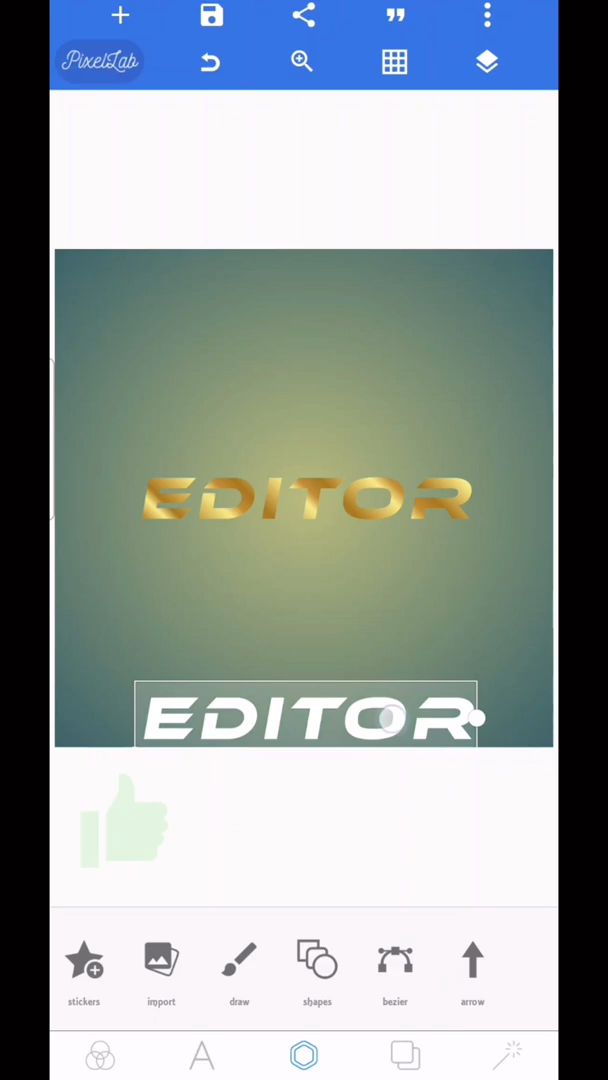 PixelLab
EDITOR
EDITOR
stickers
import
draw
shapes
bezier
arrow